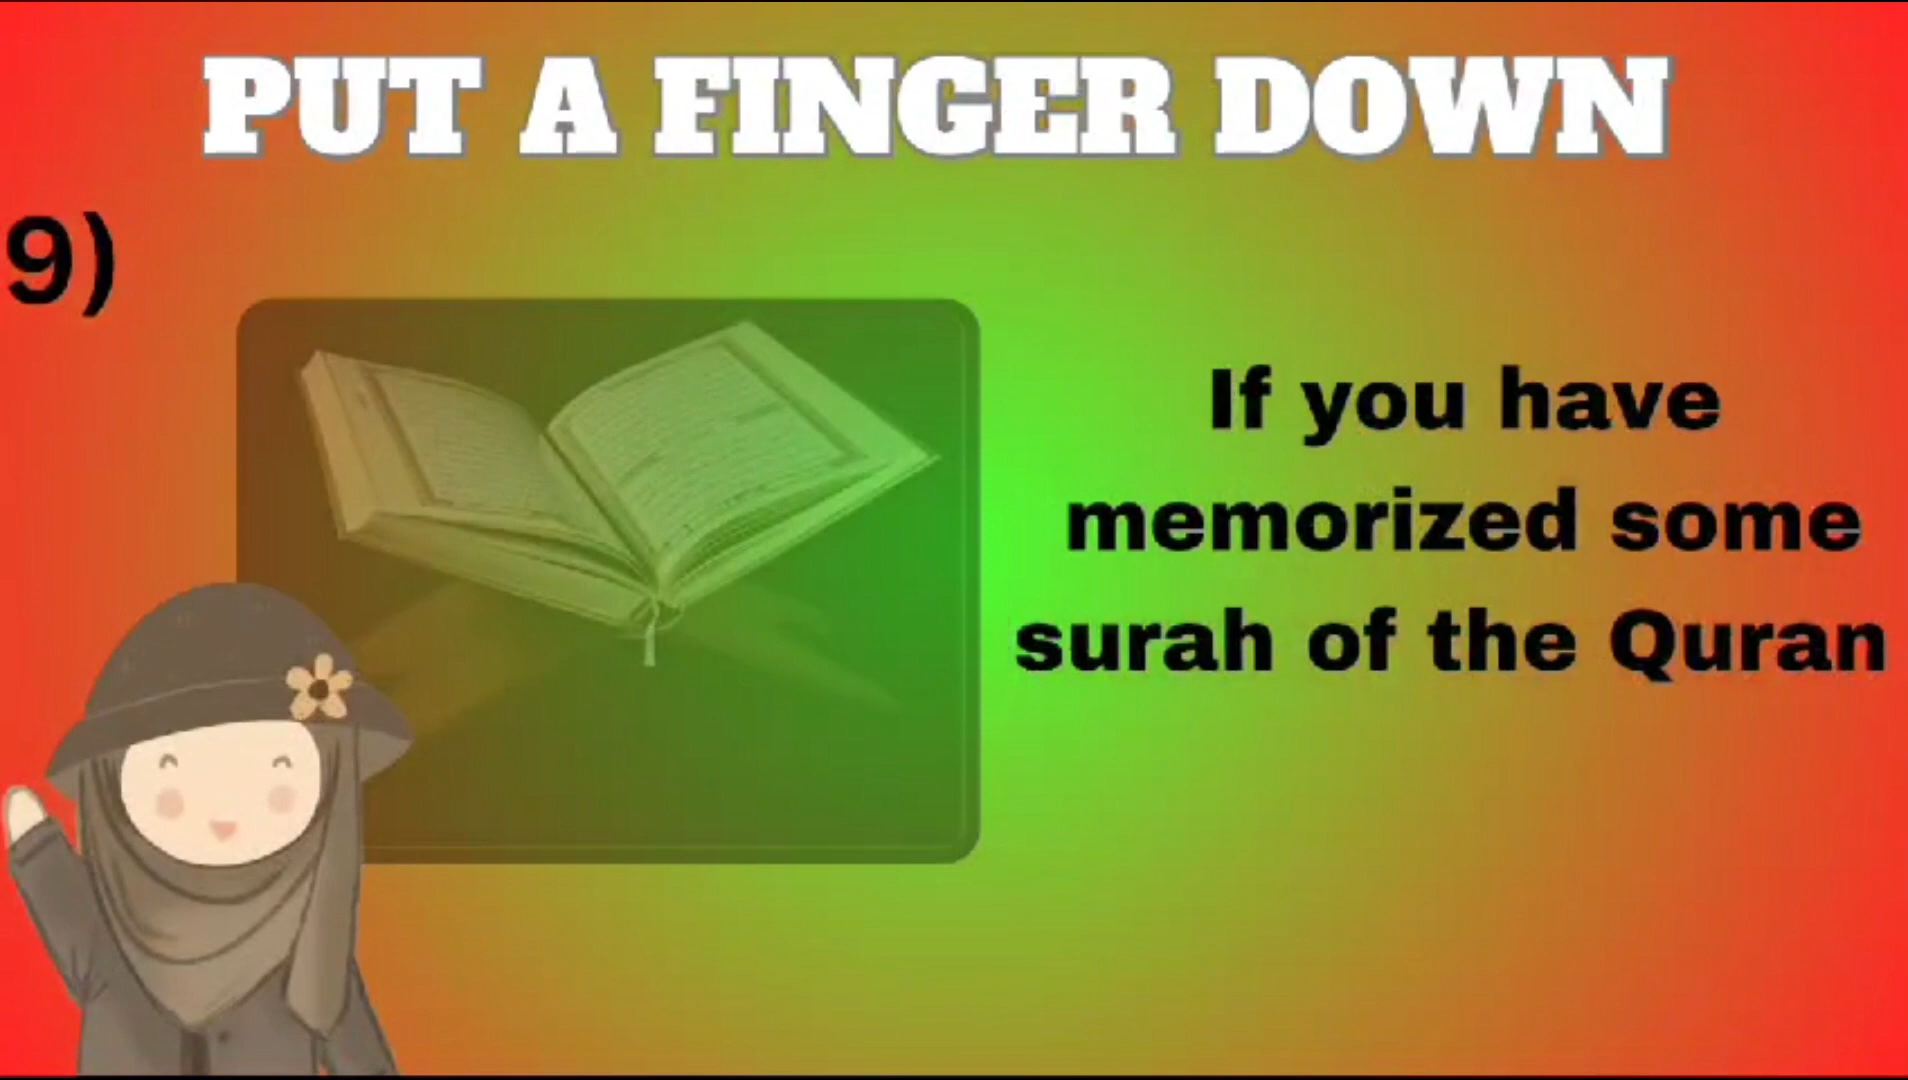 PUT A FINGER DOWN
9)
If you have
memorized some
surah of the Quran